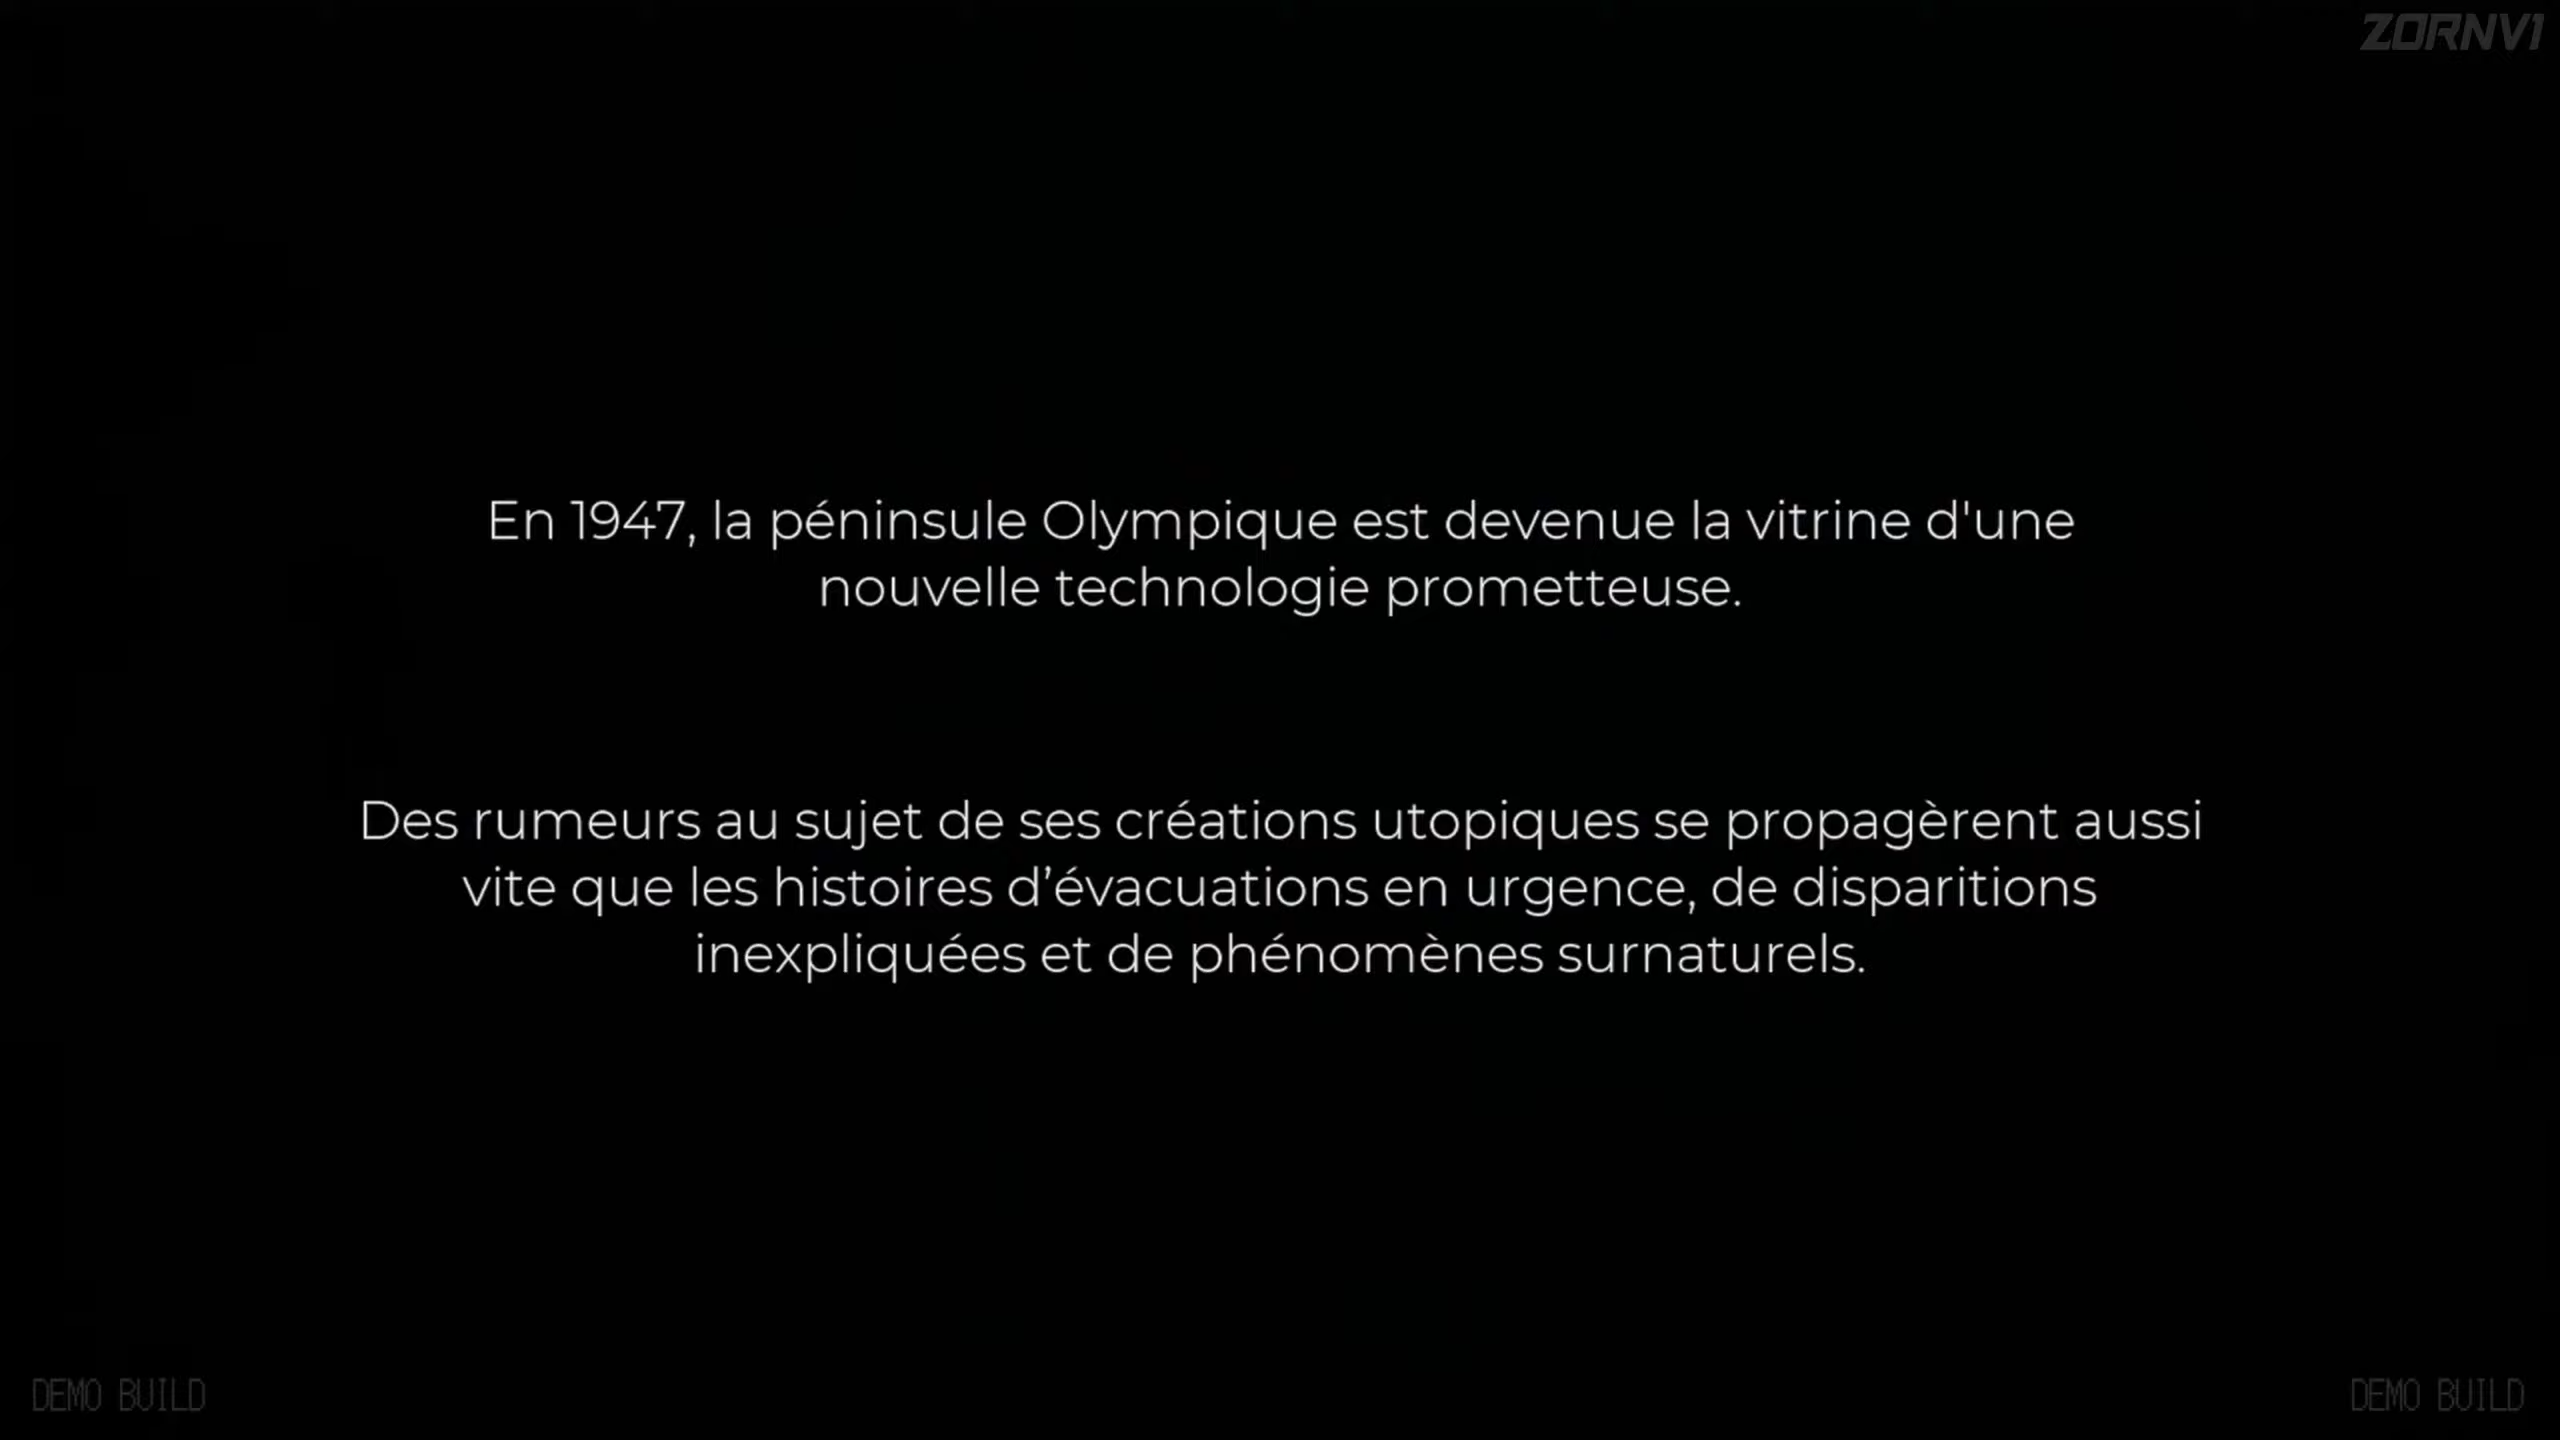 ZORNV1
En 1947, la péninsule Olympique est devenue la vitrine d'une
nouvelle technologie prometteuse.
Des rumeurs au sujet de ses créations utopiques se propagèrent aussi
vite que les histoires d’évacuations en urgence, de disparitions
inexpliquées et de phénomènes surnaturels.
DEMO BUILD
DEMO BUILD